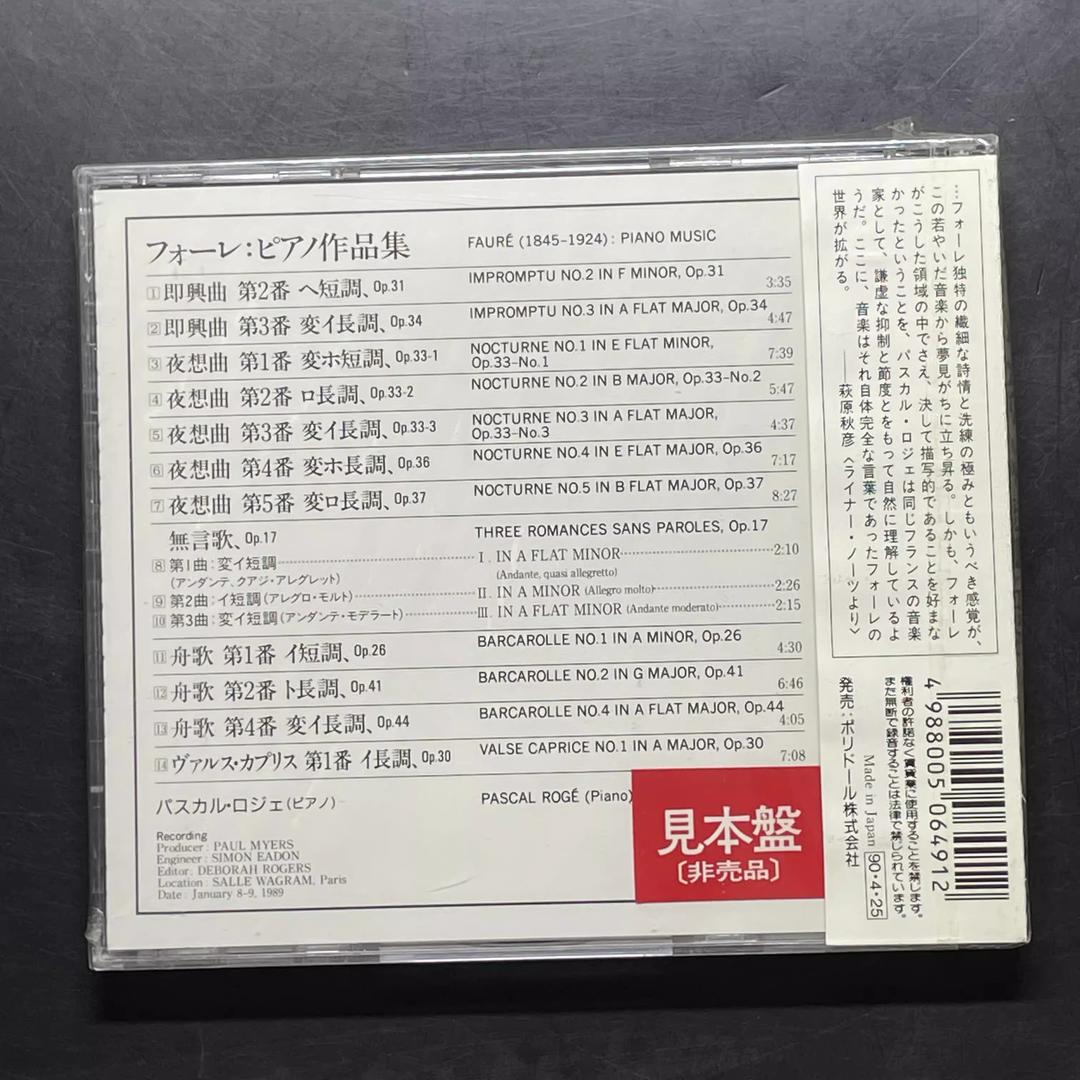 フォーレ：ピアノ作品集
FAURÉ (1845-1924) : PIANO MUSIC
1 即興曲 第2番 ヘ短調、Op.31
IMPROMPTU NO.2 IN F MINOR, Op.31
3:35
2 即興曲 第3番 変イ長調、Op.34
IMPROMPTU NO.3 IN A FLAT MAJOR, Op.34
4:47
3 夜想曲 第1番 変ホ短調、Op.33-1
NOCTURNE NO.1 IN E FLAT MINOR,
Op.33-No.1
7:39
4 夜想曲 第2番 ロ長調、Op.33-2
NOCTURNE NO.2 IN B MAJOR, Op.33-No.2
5:47
5 夜想曲 第3番 変イ長調、Op.33-3
NOCTURNE NO.3 IN A FLAT MAJOR,
Op.33-No.3
4:37
6 夜想曲 第4番 変ホ長調、Op.36
NOCTURNE NO.4 IN E FLAT MAJOR, Op.36
7:17
7 夜想曲 第5番 変ロ長調、Op.37
NOCTURNE NO.5 IN B FLAT MAJOR, Op.37
8:27
無言歌、Op.17
THREE ROMANCES SANS PAROLES, Op.17
8 第1曲：変イ短調
(アンダンテ、クアジ・アレグレット)
I. IN A FLAT MINOR 2:10
(Andante, quasi allegretto)
9 第2曲：イ短調(アレグロ・モルト)
II. IN A MINOR (Allegro molto) 2:26
10 第3曲：変イ短調(アンダンテ・モデラート)
III. IN A FLAT MINOR (Andante moderato) 2:15
11 舟歌 第1番 イ短調、Op.26
BARCAROLLE NO.1 IN A MINOR, Op.26
4:30
12 舟歌 第2番 ト長調、Op.41
BARCAROLLE NO.2 IN G MAJOR, Op.41
6:46
13 舟歌 第4番 変イ長調、Op.44
BARCAROLLE NO.4 IN A FLAT MAJOR, Op.44
4:05
14 ヴァルス・カプリス 第1番 イ長調、Op.30
VALSE CAPRICE NO.1 IN A MAJOR, Op.30
7:08
パスカル・ロジェ(ピアノ)
PASCAL ROGÉ (Piano)
Recording
Producer : PAUL MYERS
Engineer : SIMON EADON
Editor : DEBORAH ROGERS
Location : SALLE WAGRAM, Paris
Date : January 8-9, 1989
見本盤
〔非売品〕
…フォーレ独特の繊細な詩情と洗練の極みともいうべき感覚が、
この若やいだ音楽から夢見がちに立ち昇る。しかも、フォーレ
がこうした領域の中でさえ、決して描写的であることを好まな
かったということを、パスカル・ロジェは同じフランスの音楽
家として、謙虚な抑制と節度とをもって自然に理解しているよ
うだ。ここに、音楽はそれ自体完全な言葉であったフォーレの
世界が拡がる。
――萩原秋彦〈ライナー・ノーツより〉
4988005064912
権利者の許諾なく賃貸業に使用することを禁じます。
また無断で録音することは法律で禁じられています。
Made in Japan 90・4・25
発売：ポリドール株式会社